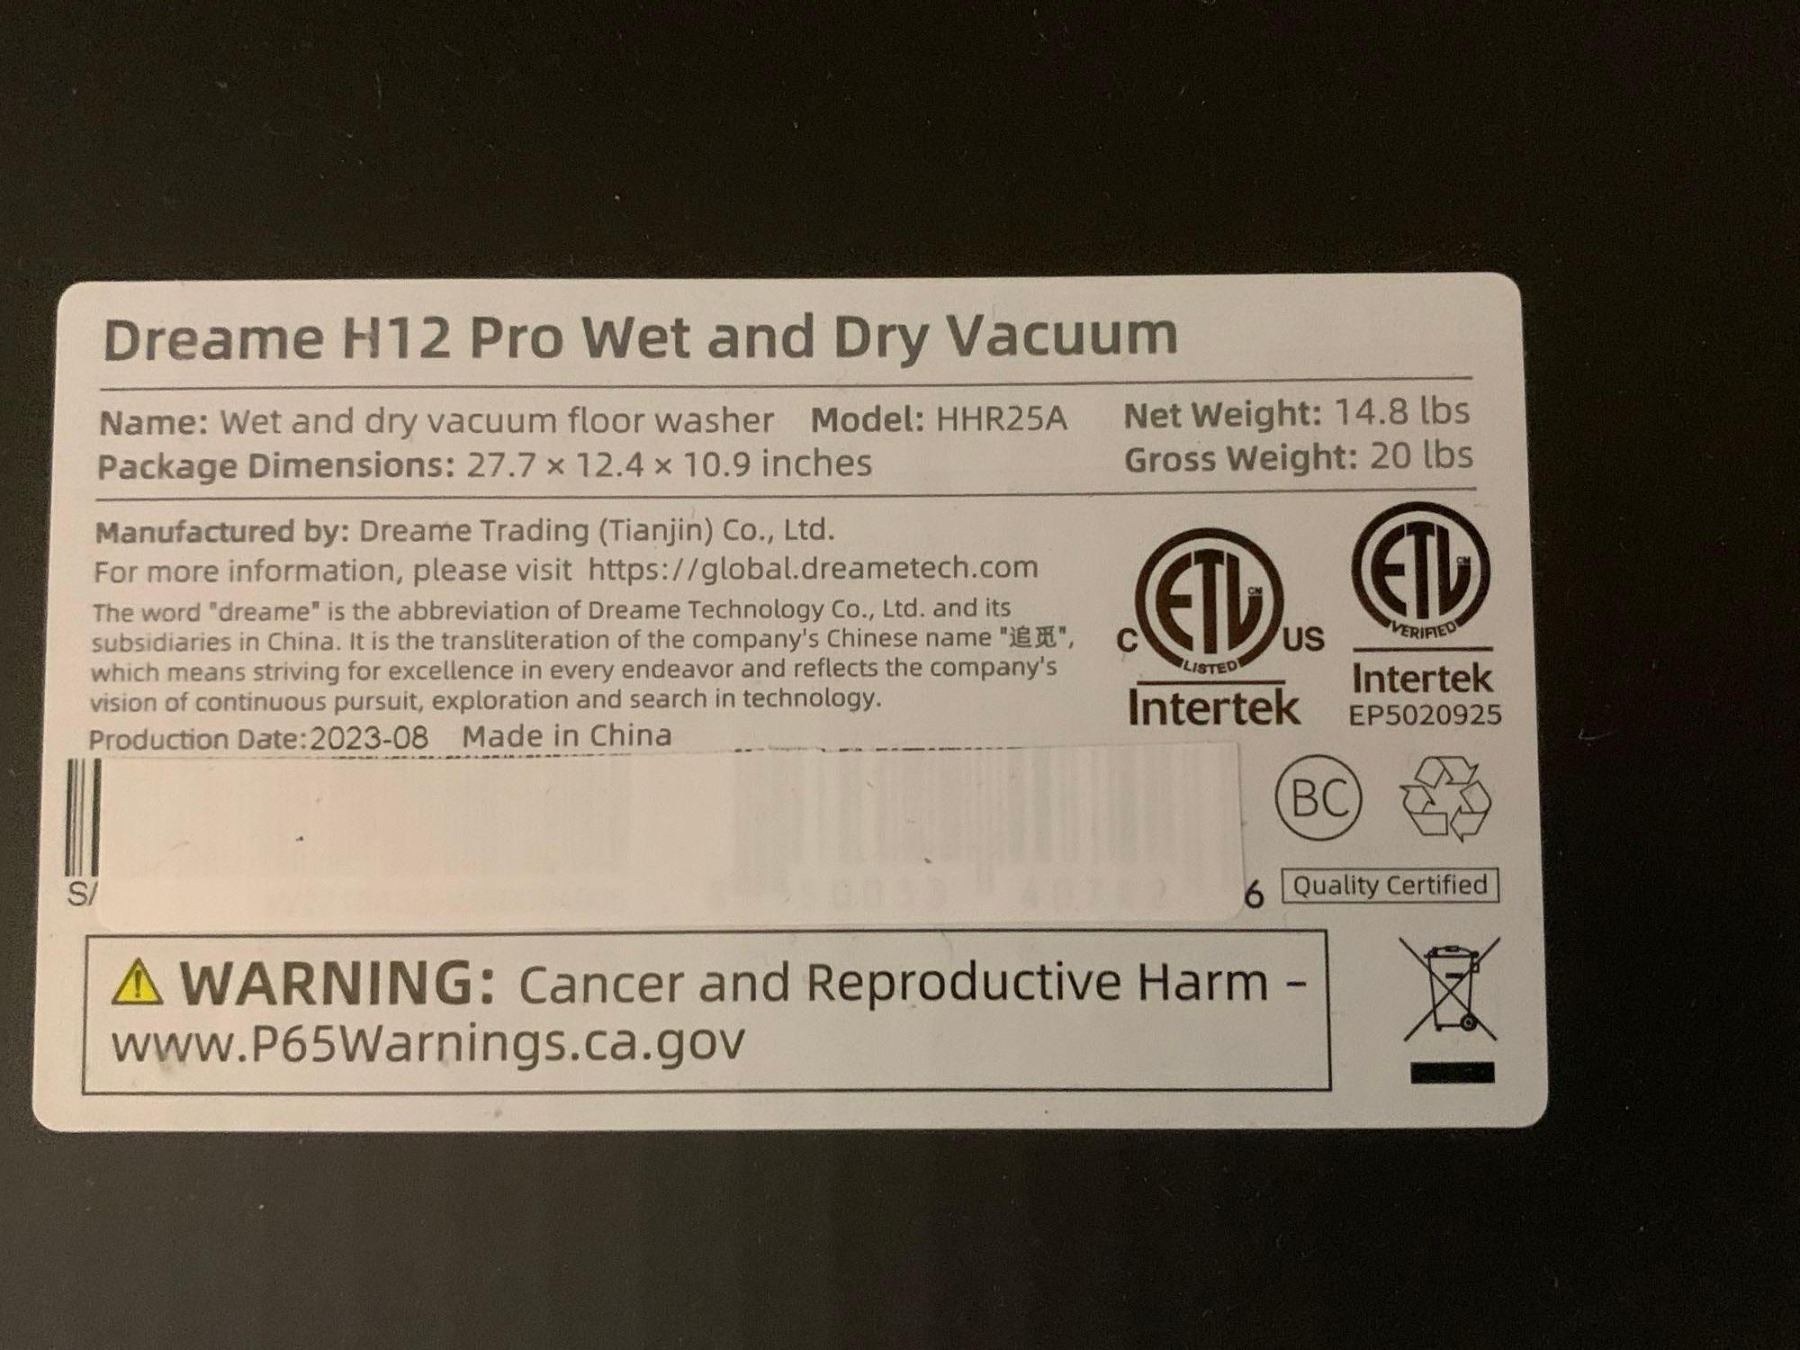 Dreame H12 Pro Wet and Dry Vacuum
Name: Wet and dry vacuum floor washer Model: HHR25A Net Weight: 14.8 lbs
Package Dimensions: 27.7 × 12.4 × 10.9 inches Gross Weight: 20 lbs
Manufactured by: Dreame Trading (Tianjin) Co., Ltd.
For more information, please visit https://global.dreametech.com
The word "dreame" is the abbreviation of Dreame Technology Co., Ltd. and its
subsidiaries in China. It is the transliteration of the company's Chinese name "追觅",
which means striving for excellence in every endeavor and reflects the company's
vision of continuous pursuit, exploration and search in technology.
Production Date:2023-08 Made in China
C ETL CM US
LISTED
Intertek
ETL CM
VERIFIED
Intertek
EP5020925
BC
S/
6
Quality Certified
WARNING: Cancer and Reproductive Harm –
www.P65Warnings.ca.gov